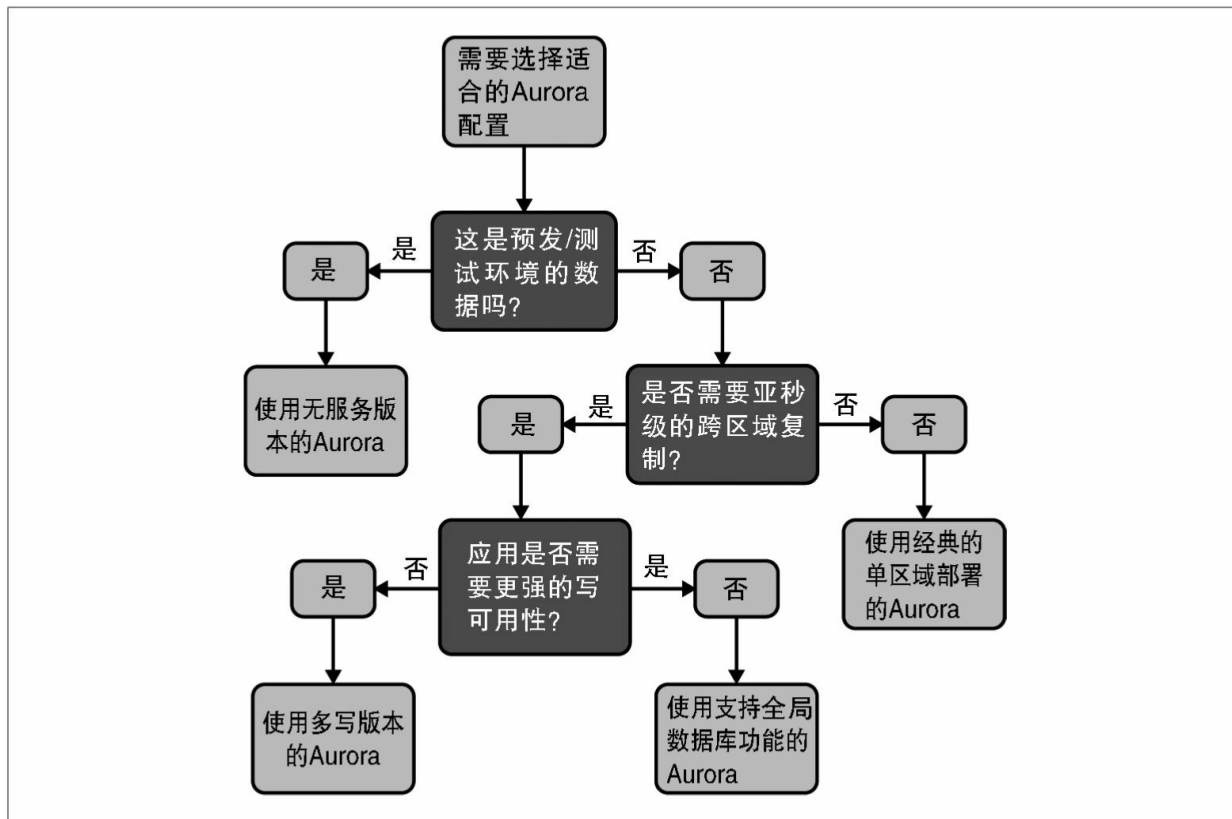 需要选择适
合的Aurora
配置
这是预发/测
试环境的数
据吗?
是
是
否
否
使用无服务版
本的Aurora
是否需要亚秒
级的跨区域复
制?
是
是
否
否
使用经典的
单区域部署
的Aurora
应用是否需
要更强的写
可用性?
是
否
是
否
使用多写版本
的Aurora
使用支持全局
数据库功能的
Aurora